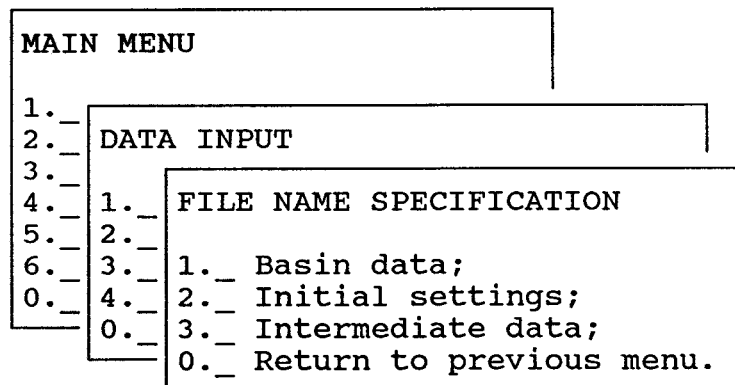 MAIN MENU
1._
2._
3._
4._
5._
6._
0._
DATA INPUT
1._
2._
3._
4._
0._
FILE NAME SPECIFICATION
1._ Basin data;
2._ Initial settings;
3._ Intermediate data;
0._ Return to previous menu.